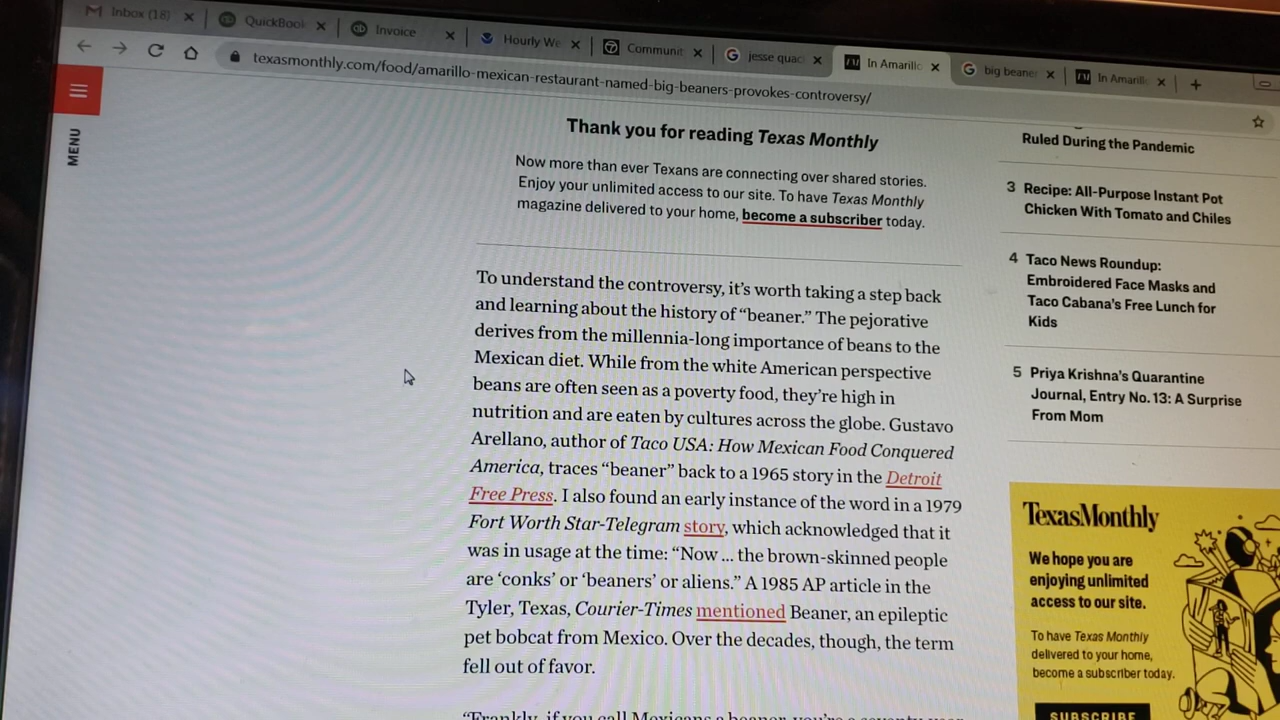 Inbox (18)
QuickBook
Invoice
Hourly We
Communit
jesse quac
In Amarillo
big beaner
In Amarill
texasmonthly.com/food/amarillo-mexican-restaurant-named-big-beaners-provokes-controversy/
MENU
Thank you for reading Texas Monthly
Now more than ever Texans are connecting over shared stories.
Enjoy your unlimited access to our site. To have Texas Monthly
magazine delivered to your home, become a subscriber today.
To understand the controversy, it's worth taking a step back
and learning about the history of “beaner.” The pejorative
derives from the millennia-long importance of beans to the
Mexican diet. While from the white American perspective
beans are often seen as a poverty food, they're high in
nutrition and are eaten by cultures across the globe. Gustavo
Arellano, author of Taco USA: How Mexican Food Conquered
America, traces “beaner” back to a 1965 story in the Detroit
Free Press. I also found an early instance of the word in a 1979
Fort Worth Star-Telegram story, which acknowledged that it
was in usage at the time: “Now ... the brown-skinned people
are ‘conks’ or ‘beaners’ or aliens.” A 1985 AP article in the
Tyler, Texas, Courier-Times mentioned Beaner, an epileptic
pet bobcat from Mexico. Over the decades, though, the term
fell out of favor.
“Frankly, if you call Mexicans a beaner, you're a
Ruled During the Pandemic
3 Recipe: All-Purpose Instant Pot
Chicken With Tomato and Chiles
4 Taco News Roundup:
Embroidered Face Masks and
Taco Cabana's Free Lunch for
Kids
5 Priya Krishna's Quarantine
Journal, Entry No. 13: A Surprise
From Mom
TexasMonthly
We hope you are
enjoying unlimited
access to our site.
To have Texas Monthly
delivered to your home,
become a subscriber today.
SUBSCRIBE